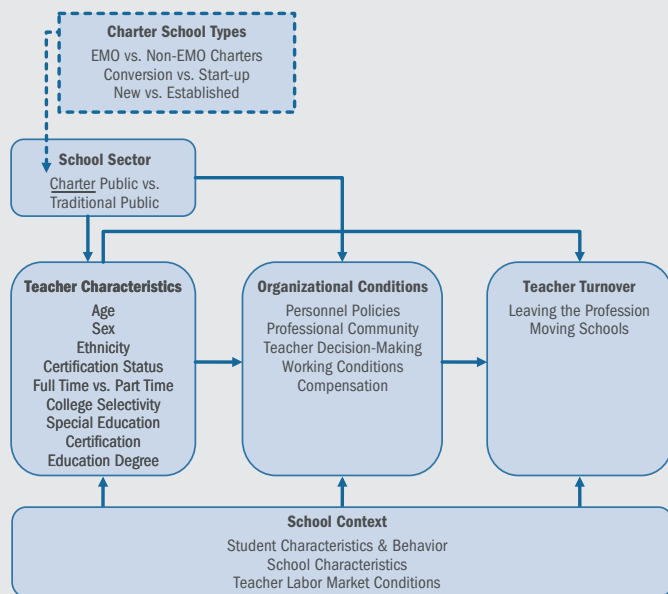 Charter School Types
EMO vs. Non-EMO Charters
Conversion vs. Start-up
New vs. Established
School Sector
Charter Public vs.
Traditional Public
Teacher Characteristics
Age
Sex
Ethnicity
Certification Status
Full Time vs. Part Time
College Selectivity
Special Education
Certification
Education Degree
Organizational Conditions
Personnel Policies
Professional Community
Teacher Decision-Making
Working Conditions
Compensation
Teacher Turnover
Leaving the Profession
Moving Schools
School Context
Student Characteristics & Behavior
School Characteristics
Teacher Labor Market Conditions